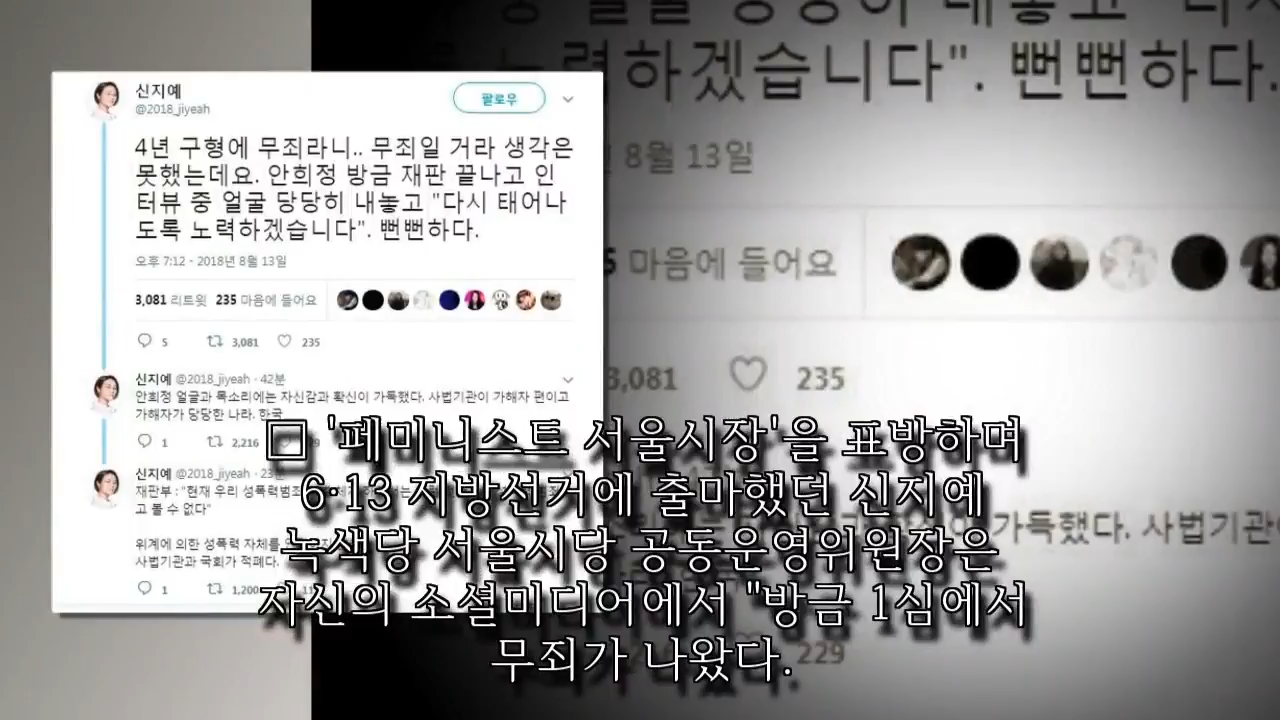 신지예
@2018_jiyeah
팔로우
4년 구형에 무죄라니.. 무죄일 거라 생각은
못했는데요. 안희정 방금 재판 끝나고 인
터뷰 중 얼굴 당당히 내놓고 "다시 태어나
도록 노력하겠습니다". 뻔뻔하다.
오후 7:12 - 2018년 8월 13일
3,081 리트윗 235 마음에 들어요
5 3,081 235
신지예 @2018_jiyeah · 42분
안희정 얼굴과 목소리에는 자신감과 확신이 가득했다. 사법기관이 가해자 편이고
가해자가 당당한 나라. 한국
1 2,216
신지예 @2018_jiyeah · 23분
재판부 : "현재 우리 성폭력범죄
고 볼 수 없다"
위계에 의한 성폭력 자체를
사법기관과 국회가 적폐다.
1 1,200
노력하겠습니다". 뻔뻔하다.
8월 13일
5 마음에 들어요
3,081 235
가득했다. 사법기관
229
'페미니스트 서울시장'을 표방하며
6·13 지방선거에 출마했던 신지예
녹색당 서울시당 공동운영위원장은
자신의 소셜미디어에서 "방금 1심에서
무죄가 나왔다.